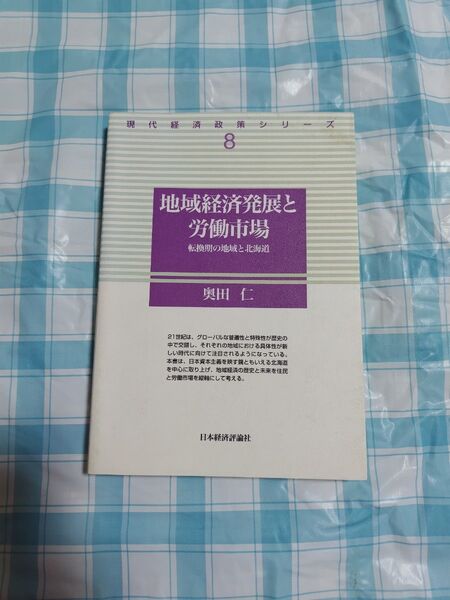 現代経済政策シリーズ
8
地域経済発展と
労働市場
転換期の地域と北海道
奥田 仁
21世紀は、グローバルな普遍性と特殊性が歴史の
中で交錯し、それぞれの地域における具体性が新
しい時代に向けて注目されるようになっている。
本書は、日本資本主義を映す鏡ともいえる北海道
を中心に取り上げ、地域経済の歴史と未来を住民
と労働市場を縦軸にして考える。
日本経済評論社